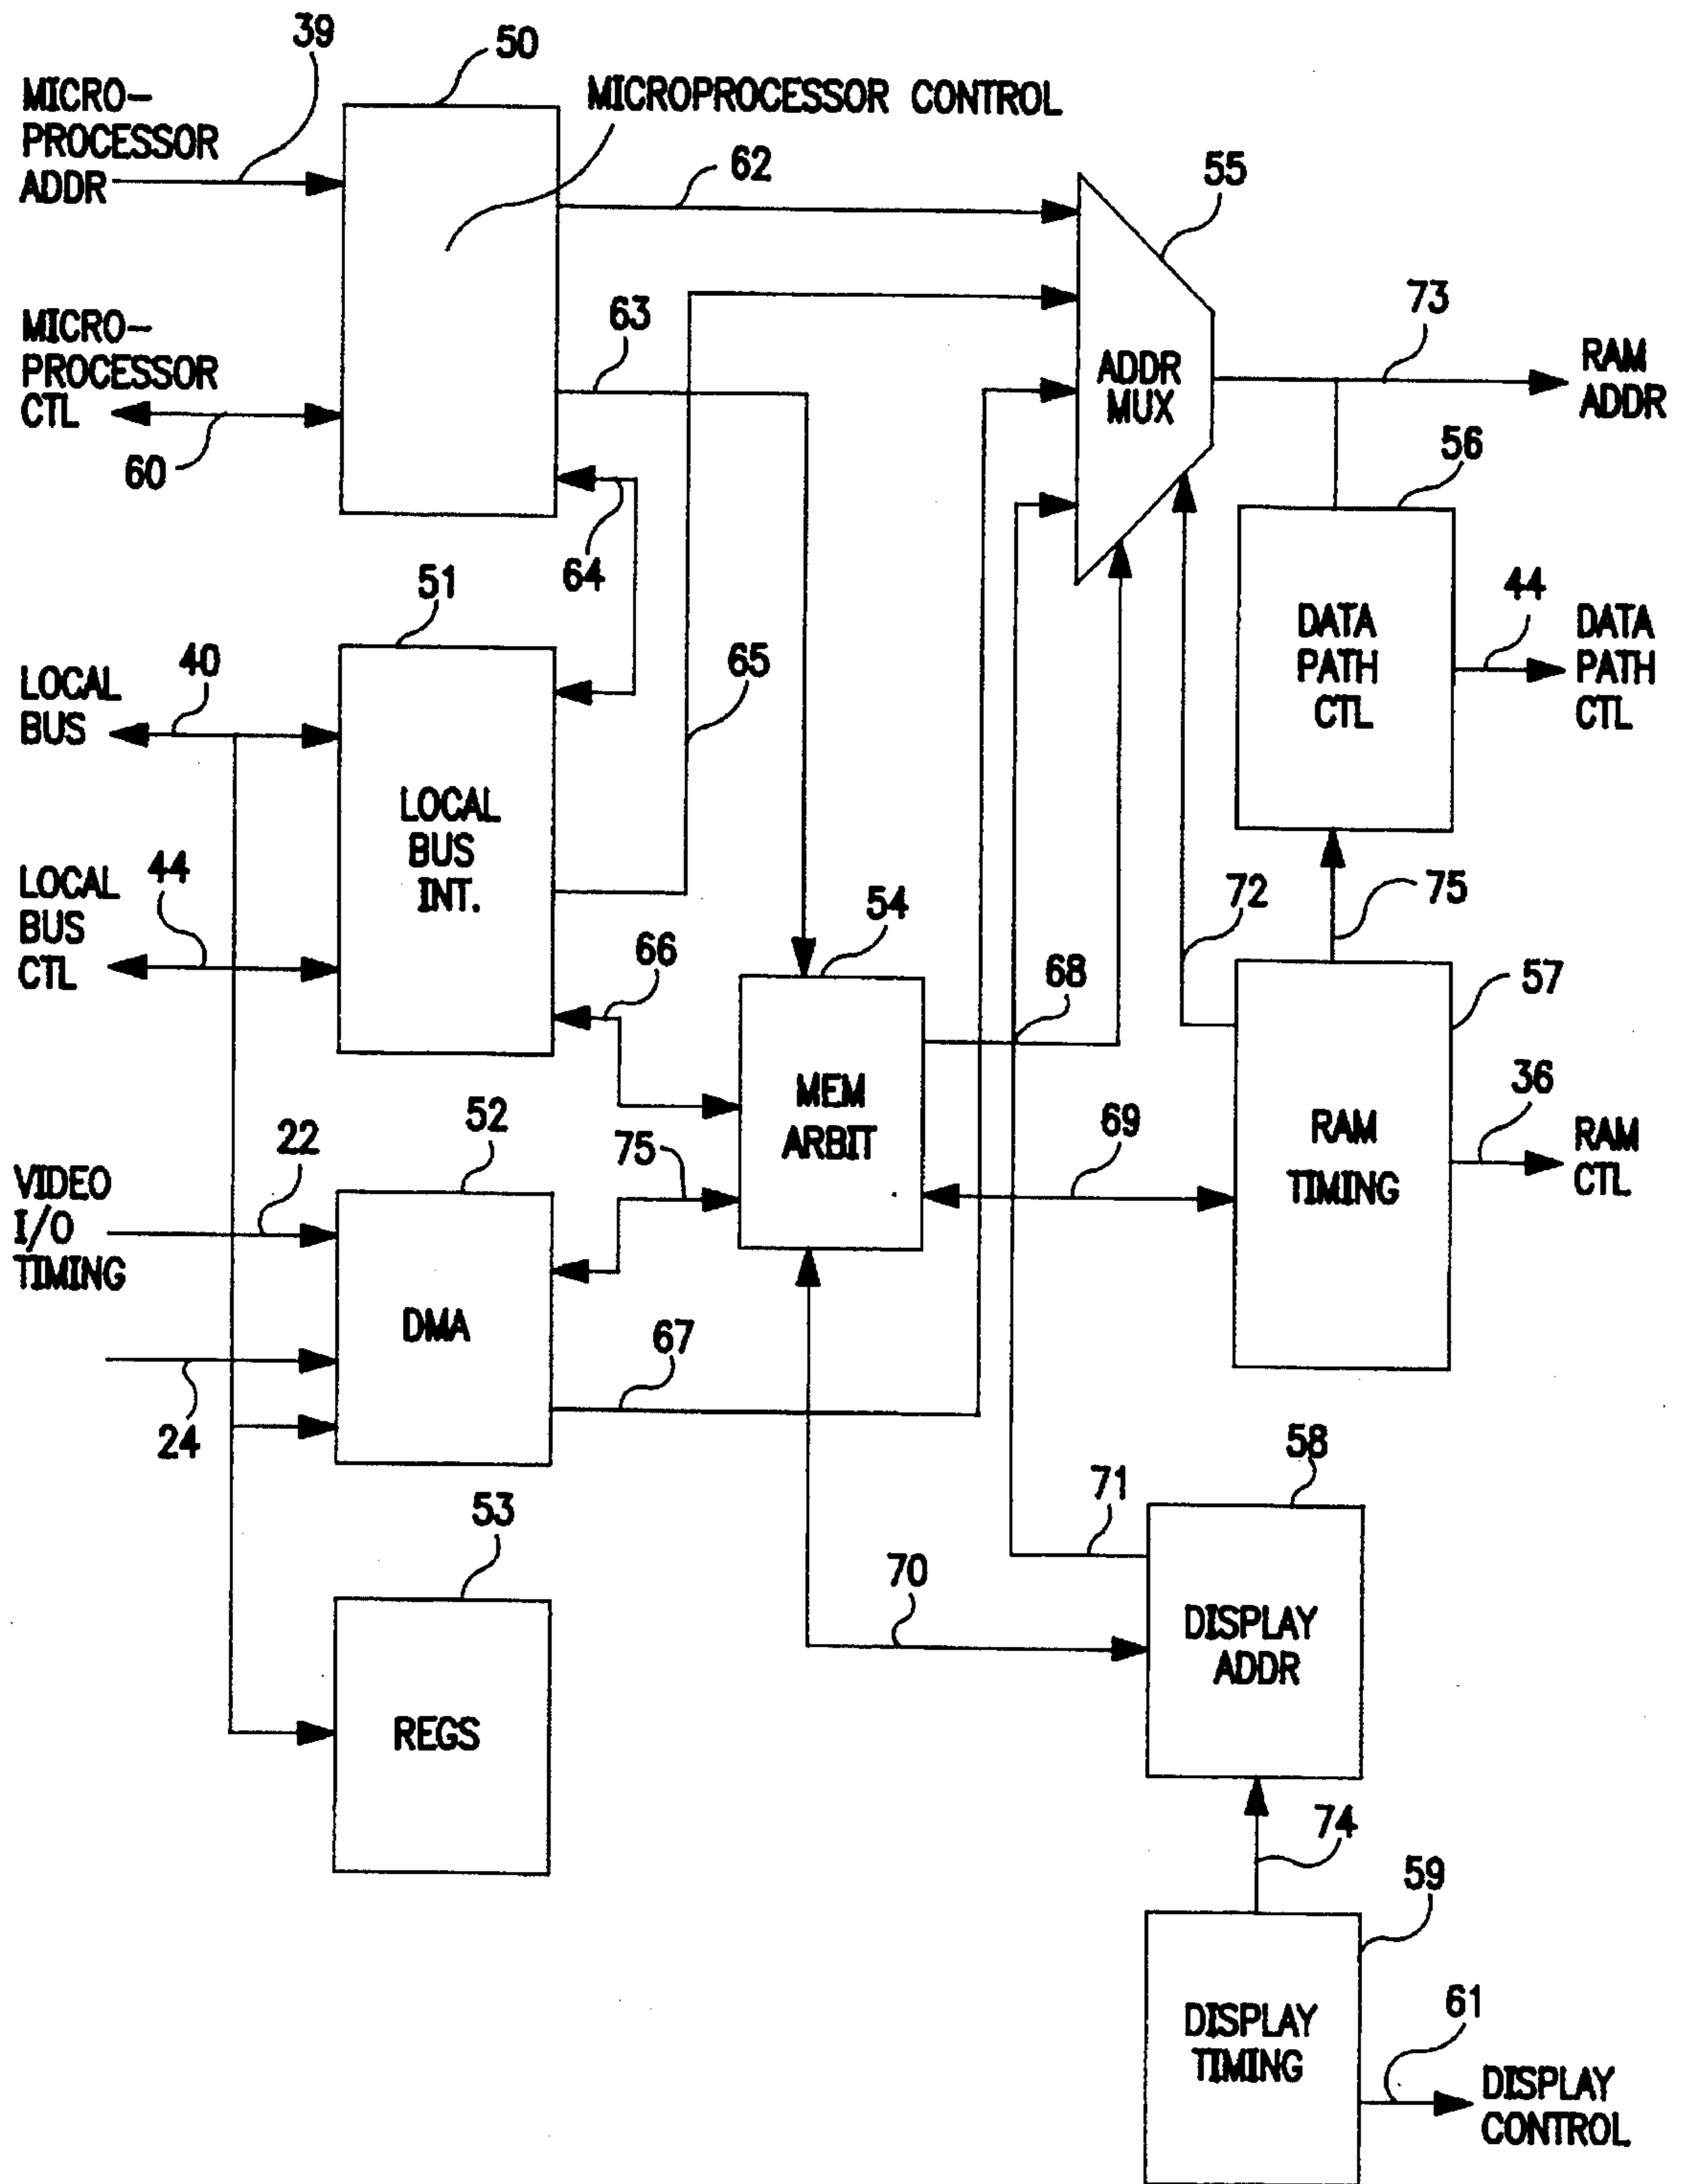 39
50
MICRO-
PROCESSOR
ADDR
MICROPROCESSOR CONTROL
62
55
MICRO-
PROCESSOR
CTL
60
63
64
ADDR
MUX
73
RAM
ADDR
56
DATA
PATH
CTL
44
DATA
PATH
CTL
51
LOCAL
BUS
40
LOCAL
BUS
INT.
65
LOCAL
BUS
CTL
44
66
54
68
72
75
57
MEM
ARBIT
69
RAM
TIMING
36
RAM
CTL
52
75
VIDEO
I/O
TIMING
22
DMA
67
24
53
REGS
70
71
58
DISPLAY
ADDR
74
59
DISPLAY
TIMING
61
DISPLAY
CONTROL